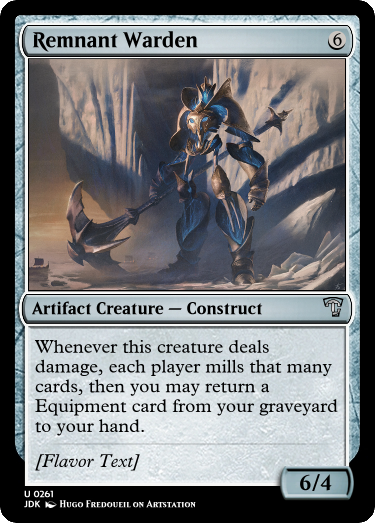 Remnant Warden 6
Artifact Creature — Construct
Whenever this creature deals
damage, each player mills that many
cards, then you may return a
Equipment card from your graveyard
to your hand.
[Flavor Text]
6/4
U 0261
JDK Hugo Fredoueil on Artstation